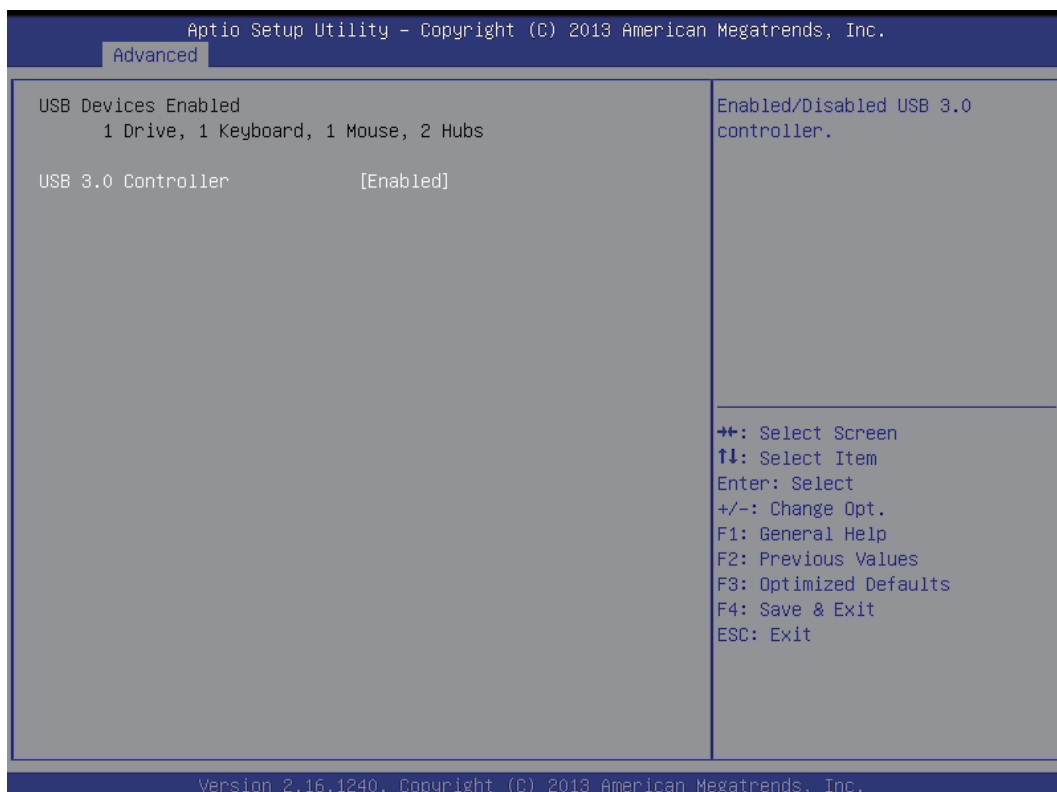 Aptio Setup Utility – Copyright (C) 2013 American Megatrends, Inc.
Advanced
USB Devices Enabled
1 Drive, 1 Keyboard, 1 Mouse, 2 Hubs
USB 3.0 Controller [Enabled]
Enabled/Disabled USB 3.0
controller.
→←: Select Screen
↑↓: Select Item
Enter: Select
+/-: Change Opt.
F1: General Help
F2: Previous Values
F3: Optimized Defaults
F4: Save & Exit
ESC: Exit
Version 2.16.1240. Copyright (C) 2013 American Megatrends, Inc.